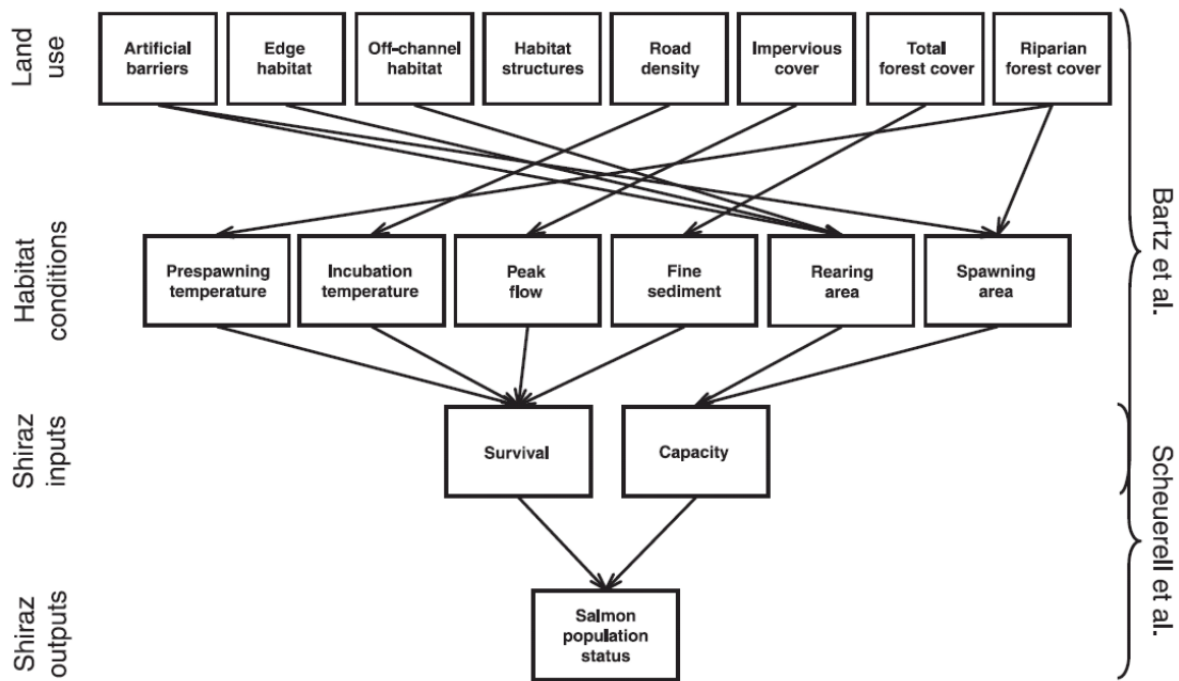 Land
use
Artificial
barriers
Edge
habitat
Off-channel
habitat
Habitat
structures
Road
density
Impervious
cover
Total
forest cover
Riparian
forest cover
Bartz et al.
Habitat
conditions
Prespawning
temperature
Incubation
temperature
Peak
flow
Fine
sediment
Rearing
area
Spawning
area
Shiraz
inputs
Survival
Capacity
Scheuerell et al.
Shiraz
outputs
Salmon
population
status